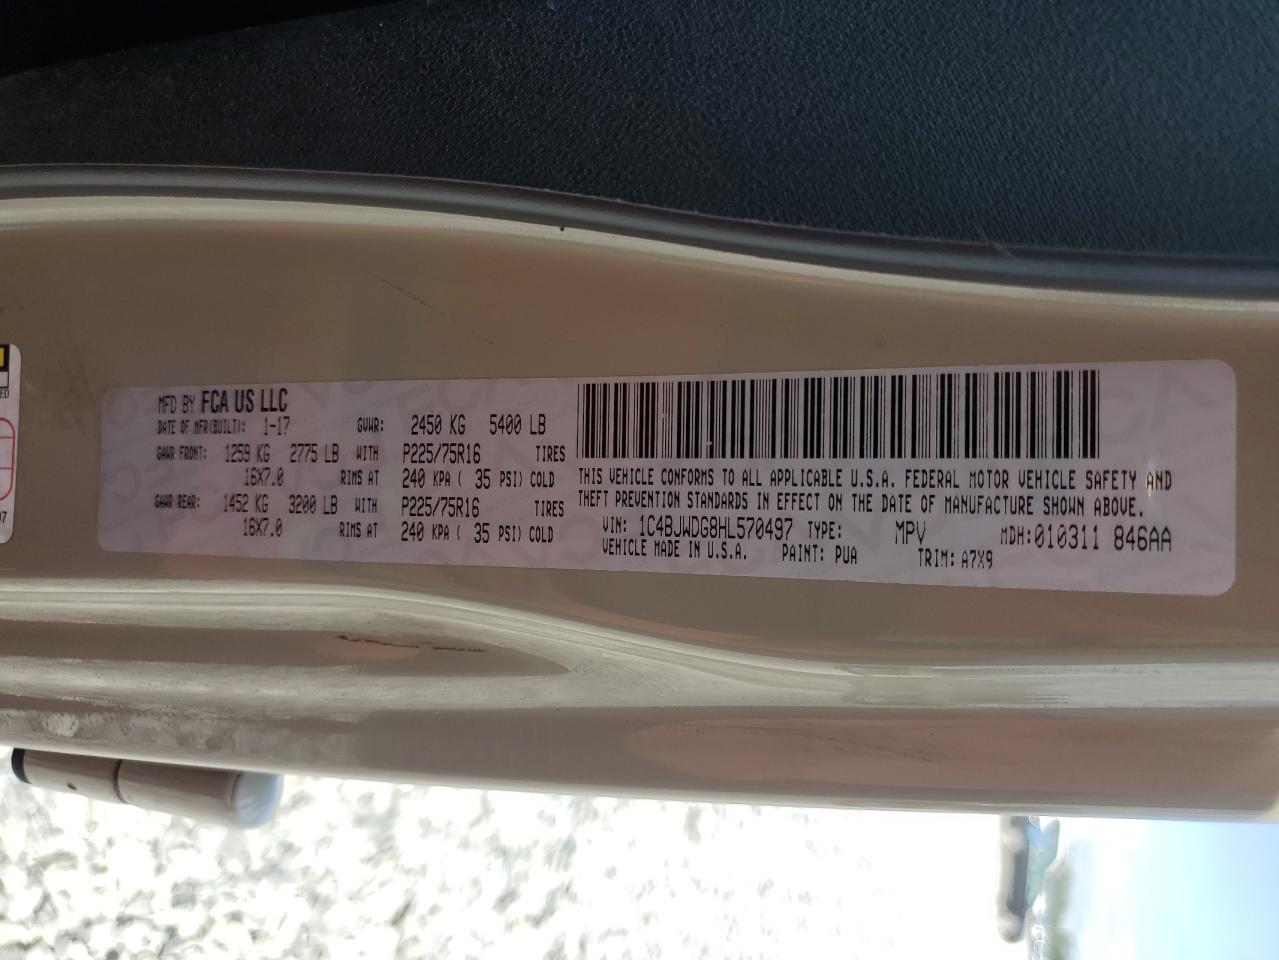 MFD BY FCA US LLC
DATE OF MFR(BUILT): 1-17 GVWR: 2450 KG 5400 LB
GAWR FRONT: 1259 KG 2775 LB WITH P225/75R16 TIRES
16X7.0 RIMS AT 240 KPA ( 35 PSI) COLD
GAWR REAR: 1452 KG 3200 LB WITH P225/75R16 TIRES
16X7.0 RIMS AT 240 KPA ( 35 PSI) COLD
THIS VEHICLE CONFORMS TO ALL APPLICABLE U.S.A. FEDERAL MOTOR VEHICLE SAFETY AND
THEFT PREVENTION STANDARDS IN EFFECT ON THE DATE OF MANUFACTURE SHOWN ABOVE.
VIN: 1C4BJWDG8HL570497 TYPE: MPV MDH: 010311 846AA
VEHICLE MADE IN U.S.A. PAINT: PUA TRIM: A7X9